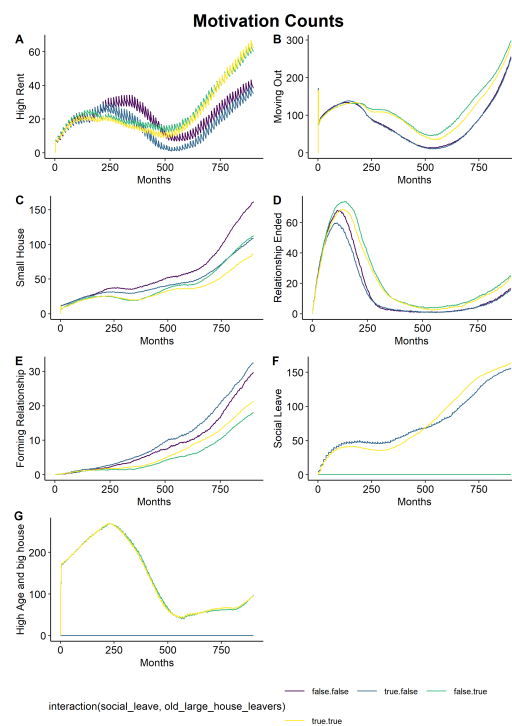 Motivation Counts
A
B
High Rent
60
40
20
0
0 250 500 750
Months
Moving Out
300
200
100
0
0 250 500 750
Months
C
D
Small House
150
100
50
0
0 250 500 750
Months
Relationship Ended
60
40
20
0
0 250 500 750
Months
E
F
Forming Relationship
30
20
10
0
0 250 500 750
Months
Social Leave
150
100
50
0
0 250 500 750
Months
G
High Age and big house
200
100
0
0 250 500 750
Months
interaction(social_leave, old_large_house_leavers)
false.false true.false false.true
true.true